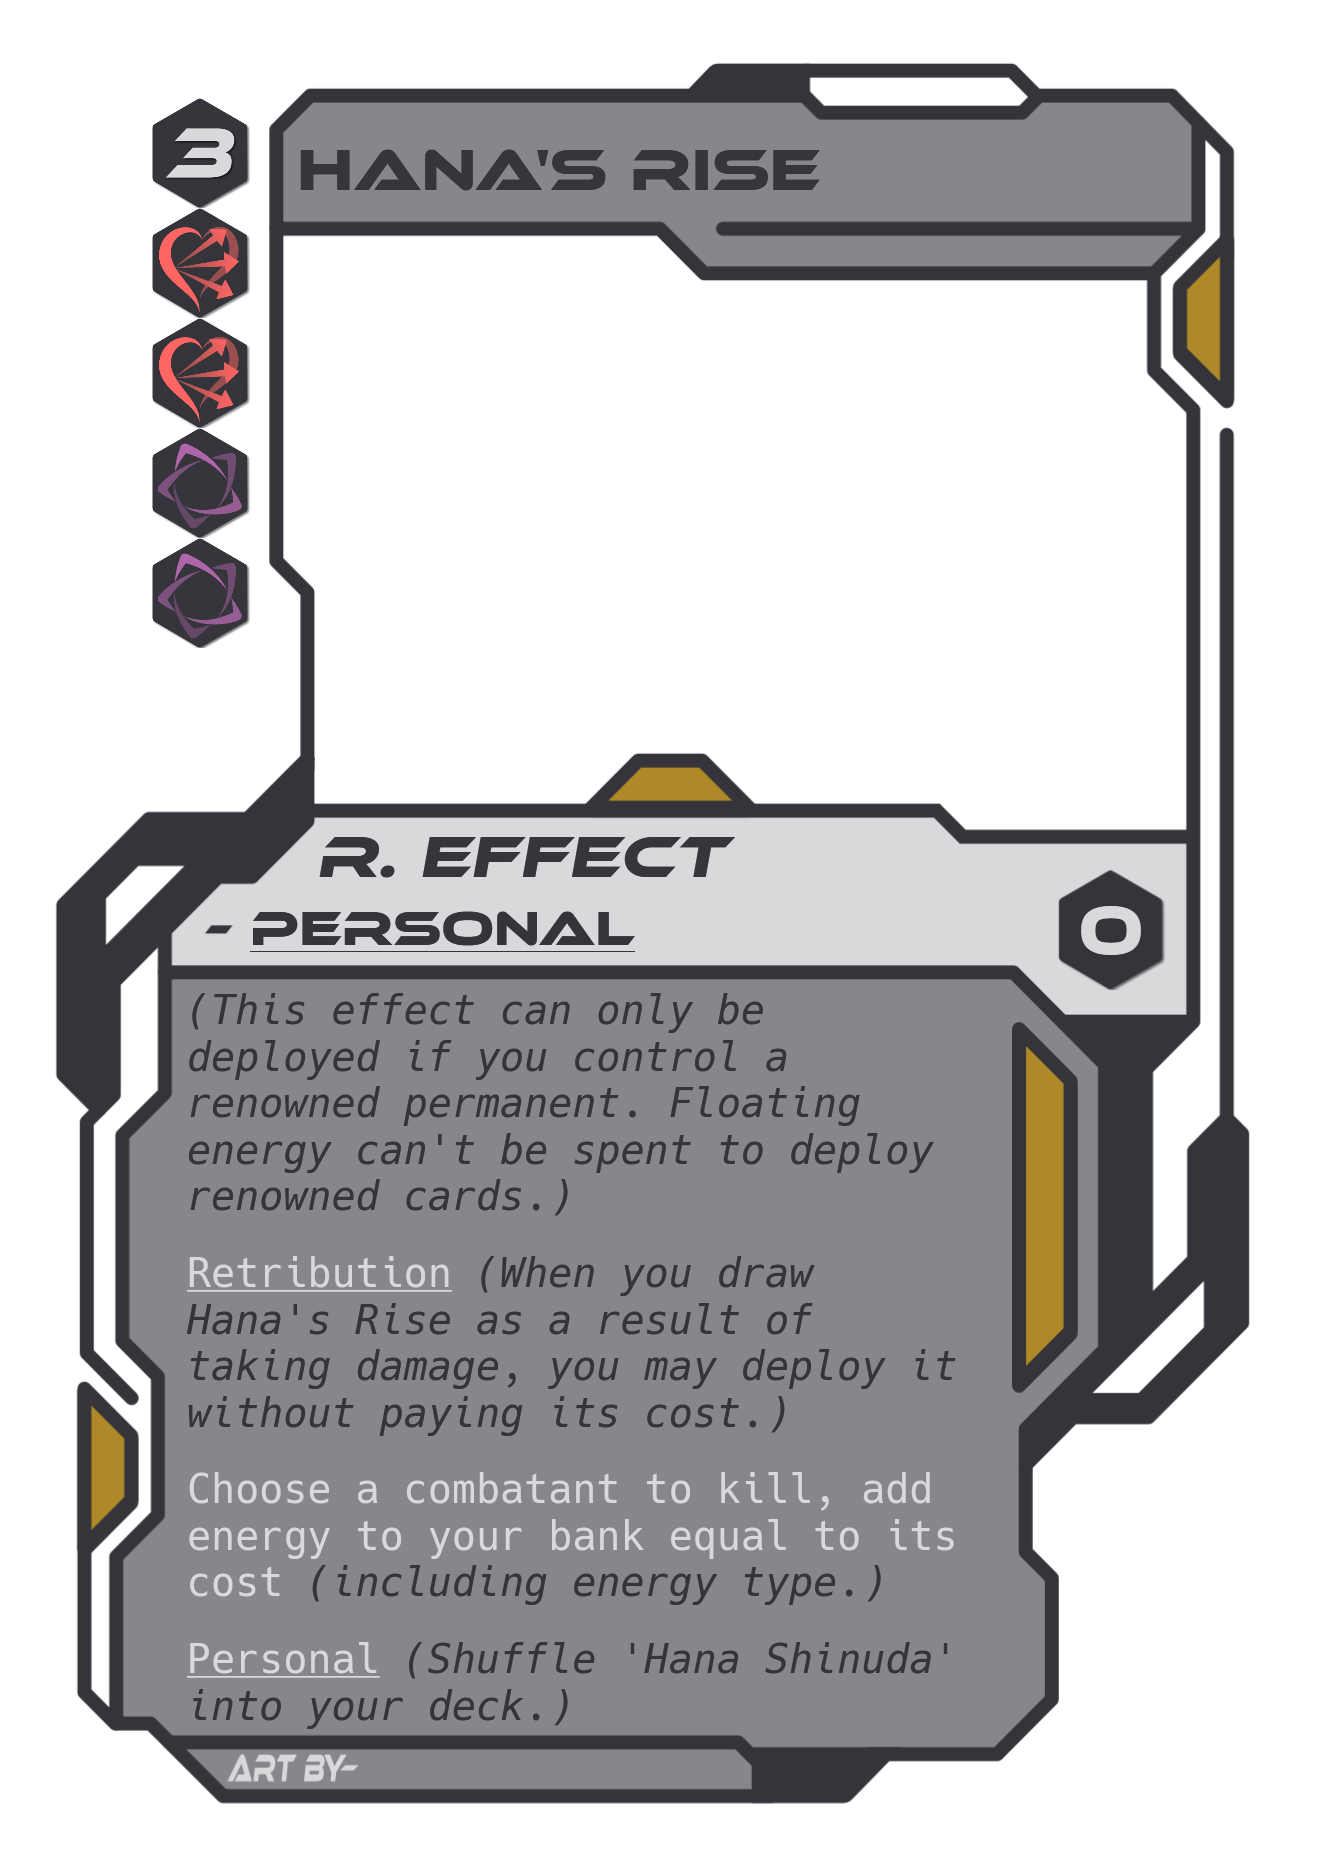 3
HANA'S RISE
R. EFFECT
- PERSONAL
0
(This effect can only be
deployed if you control a
renowned permanent. Floating
energy can't be spent to deploy
renowned cards.)
Retribution (When you draw
Hana's Rise as a result of
taking damage, you may deploy it
without paying its cost.)
Choose a combatant to kill, add
energy to your bank equal to its
cost (including energy type.)
Personal (Shuffle 'Hana Shinuda'
into your deck.)
ART BY-